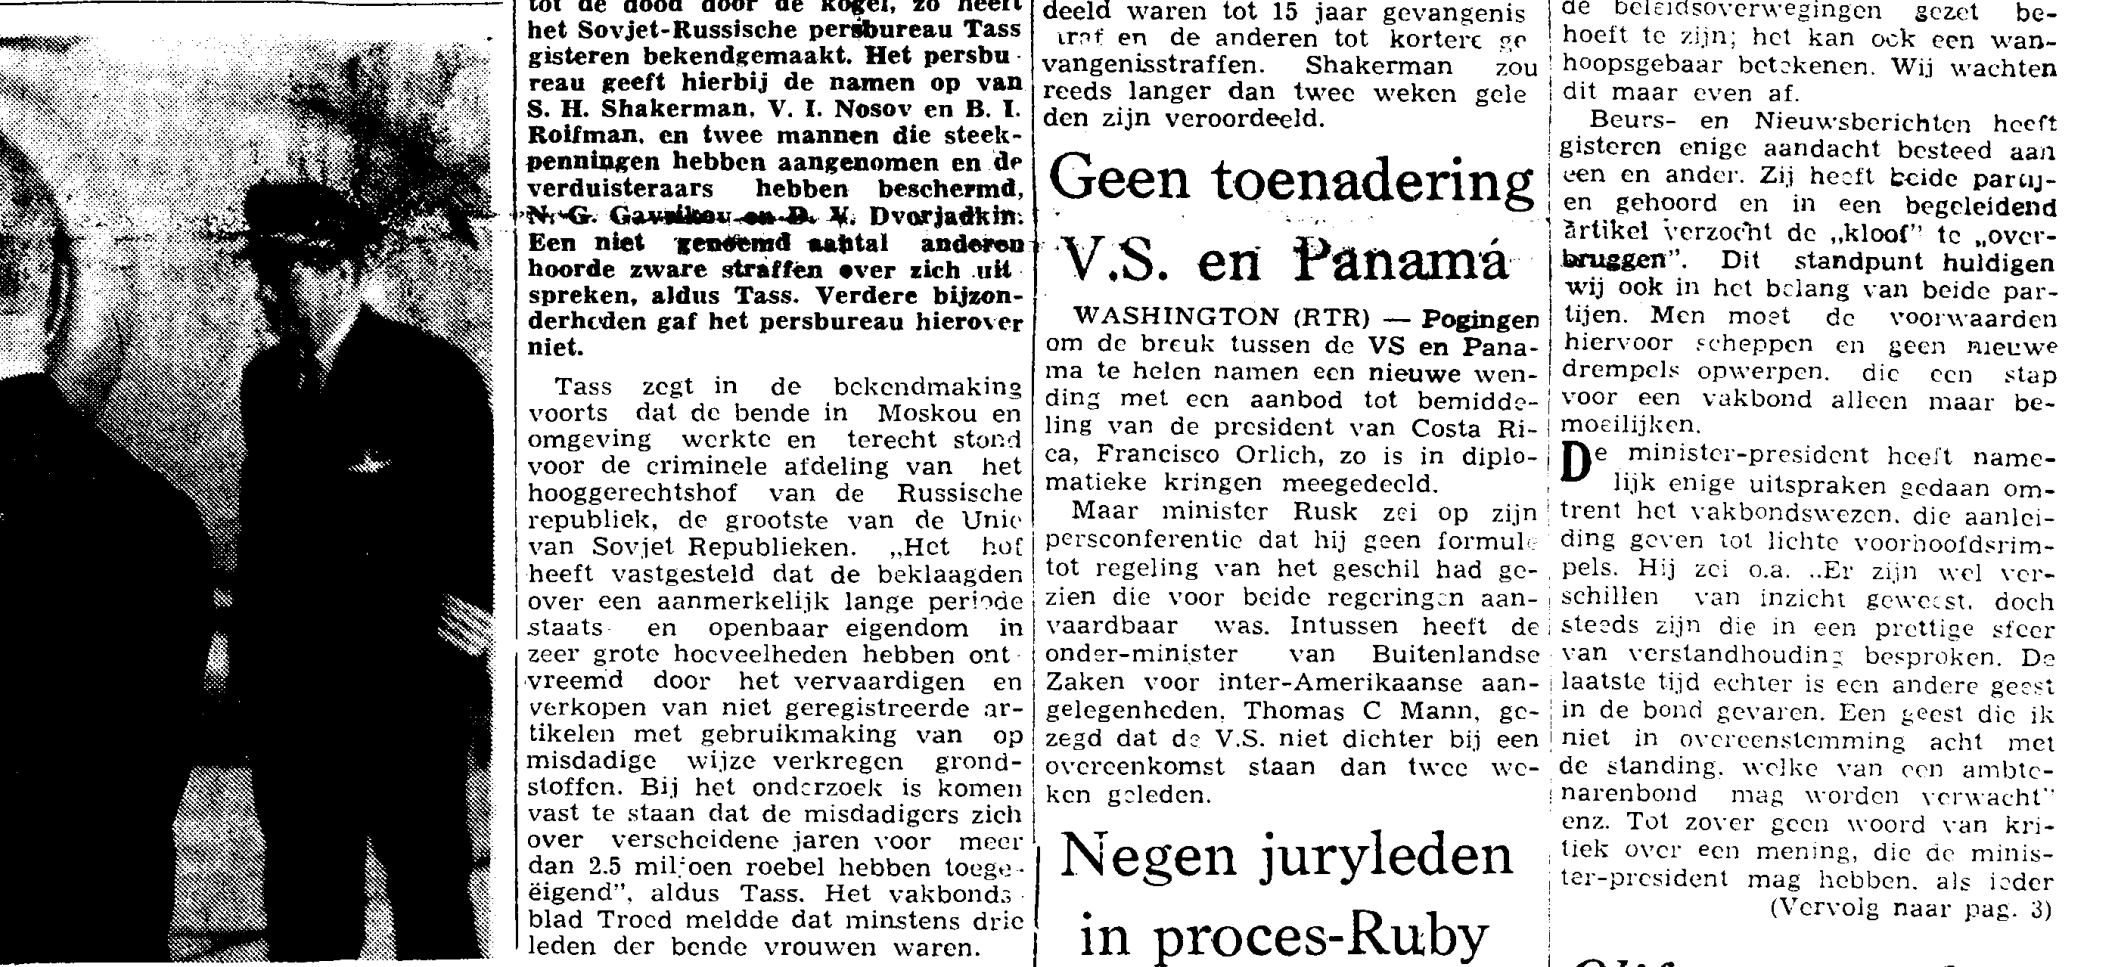 tot de dood door de kogel, zo heeft
het Sovjet-Russische persbureau Tass
gisteren bekendgemaakt. Het persbu-
reau geeft hierbij de namen op van
S. H. Shakerman, V. I. Nosov en B. I.
Roifman, en twee mannen die steek-
penningen hebben aangenomen en de
verduisteraars hebben beschermd,
N. G. Gavrikov en D. V. Dvorjadkin.
Een niet genoemd aantal anderen
hoorde zware straffen over zich uit
spreken, aldus Tass. Verdere bijzon-
derheden gaf het persbureau hierover
niet.
Tass zegt in de bekendmaking
voorts dat de bende in Moskou en
omgeving werkte en terecht stond
voor de criminele afdeling van het
hooggerechtshof van de Russische
republiek, de grootste van de Unie
van Sovjet Republieken. „Het hof
heeft vastgesteld dat de beklaagden
over een aanmerkelijk lange periode
staats- en openbaar eigendom in
zeer grote hoeveelheden hebben ont-
vreemd door het vervaardigen en
verkopen van niet geregistreerde ar-
tikelen met gebruikmaking van op
misdadige wijze verkregen grond-
stoffen. Bij het onderzoek is komen
vast te staan dat de misdadigers zich
over verscheidene jaren voor meer
dan 2.5 miljoen roebel hebben toege-
ëigend", aldus Tass. Het vakbonds-
blad Troed meldde dat minstens drie
leden der bende vrouwen waren.
deeld waren tot 15 jaar gevangenis
straf en de anderen tot kortere ge
vangenisstraffen. Shakerman zou
reeds langer dan twee weken gele
den zijn veroordeeld.
Geen toenadering
V.S. en Panamá
WASHINGTON (RTR) — Pogingen
om de breuk tussen de VS en Pana-
ma te helen namen een nieuwe wen-
ding met een aanbod tot bemidde-
ling van de president van Costa Ri-
ca, Francisco Orlich, zo is in diplo-
matieke kringen meegedeeld.
Maar minister Rusk zei op zijn
persconferentie dat hij geen formule
tot regeling van het geschil had ge-
zien die voor beide regeringen aan-
vaardbaar was. Intussen heeft de
onder-minister van Buitenlandse
Zaken voor inter-Amerikaanse aan-
gelegenheden, Thomas C Mann, ge-
zegd dat de V.S. niet dichter bij een
overeenkomst staan dan twee we-
ken geleden.
Negen juryleden
in proces-Ruby
de beleidsoverwegingen gezet be-
hoeft te zijn; het kan ook een wan-
hoopsgebaar betekenen. Wij wachten
dit maar even af.
Beurs- en Nieuwsberichten heeft
gisteren enige aandacht besteed aan
een en ander. Zij heeft beide partij-
en gehoord en in een begeleidend
artikel verzocht de „kloof" te „over-
bruggen". Dit standpunt huldigen
wij ook in het belang van beide par-
tijen. Men moet de voorwaarden
hiervoor scheppen en geen nieuwe
drempels opwerpen, die een stap
voor een vakbond alleen maar be-
moeilijken.
De minister-president heeft name-
lijk enige uitspraken gedaan om-
trent het vakbondswezen, die aanlei-
ding geven tot lichte voorhoofdsrim-
pels. Hij zei o.a. „Er zijn wel ver-
schillen van inzicht geweest, doch
steeds zijn die in een prettige sfeer
van verstandhouding besproken. De
laatste tijd echter is een andere geest
in de bond gevaren. Een geest die ik
niet in overeenstemming acht met
de standing, welke van een ambte-
narenbond mag worden verwacht"
enz. Tot zover geen woord van kri-
tiek over een mening, die de minis-
ter-president mag hebben, als ieder
(Vervolg naar pag. 3)